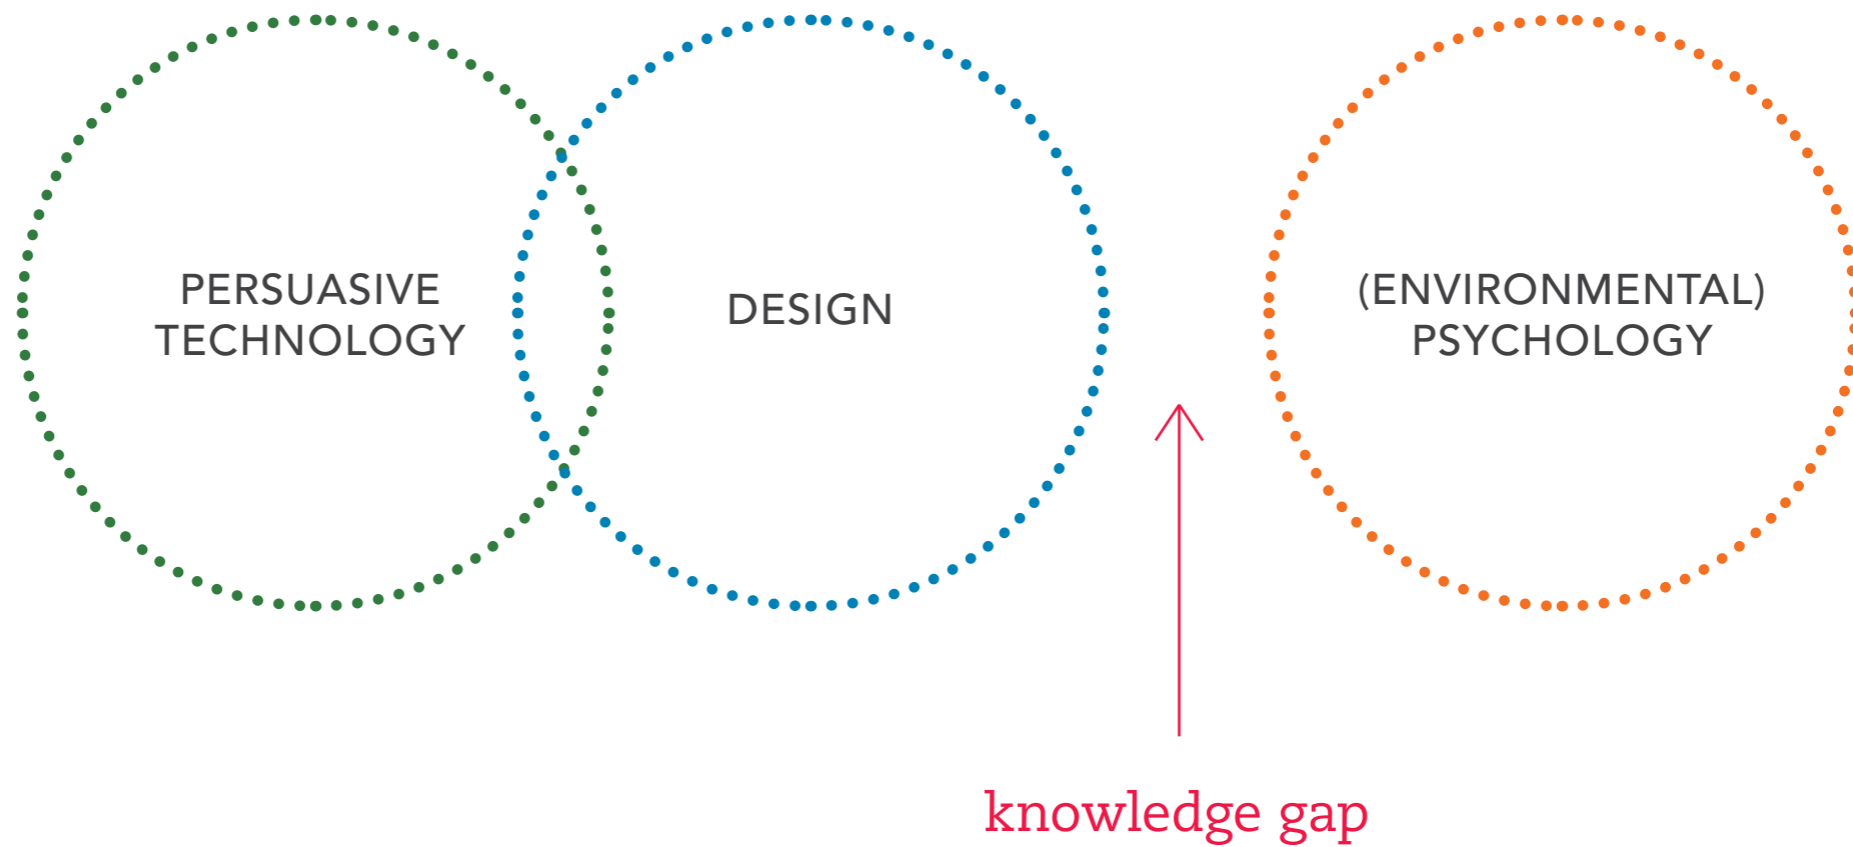 PERSUASIVE
TECHNOLOGY
DESIGN
(ENVIRONMENTAL)
PSYCHOLOGY
knowledge gap